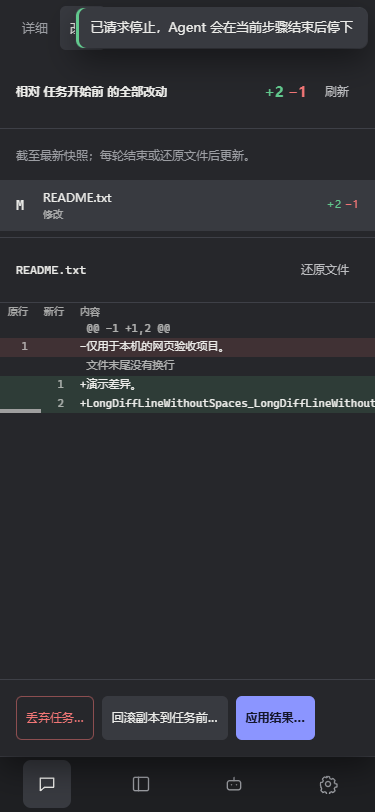 详细
已请求停止，Agent 会在当前步骤结束后停下
相对 任务开始前 的全部改动 +2 −1 刷新
截至最新快照；每轮结束或还原文件后更新。
M README.txt +2 −1
修改
README.txt 还原文件
原行 新行 内容
@@ -1 +1,2 @@
1 -仅用于本机的网页验收项目。
文件末尾没有换行
1 +演示差异。
2 +LongDiffLineWithoutSpaces_LongDiffLineWithout
丢弃任务... 回滚副本到任务前... 应用结果...